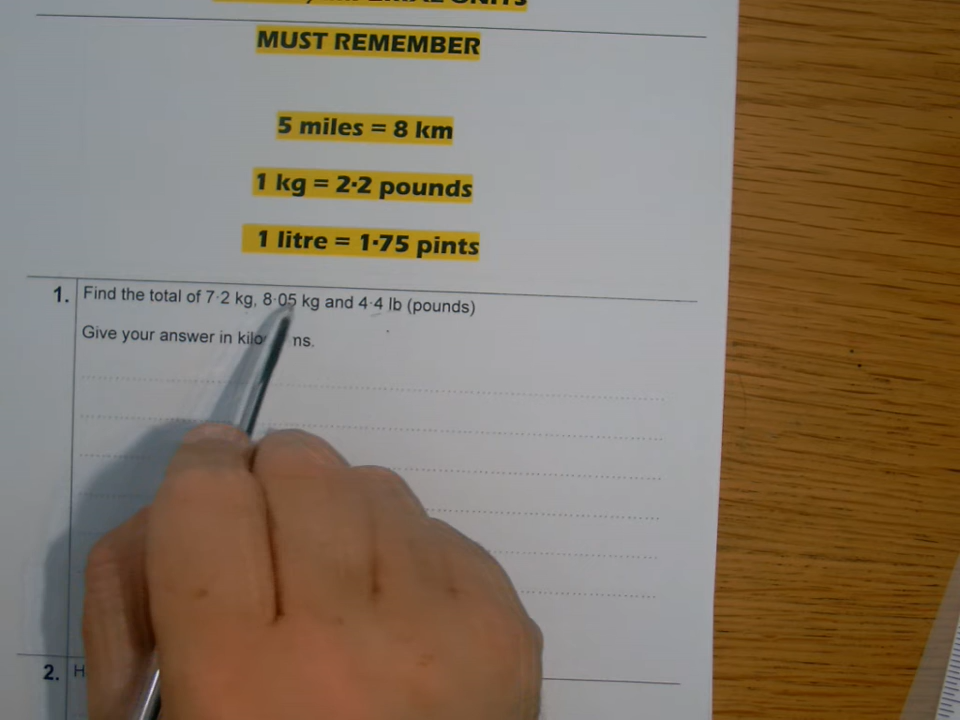 UNITS
MUST REMEMBER
5 miles = 8 km
1 kg = 2·2 pounds
1 litre = 1·75 pints
1. Find the total of 7·2 kg, 8·05 kg and 4·4 lb (pounds)
Give your answer in kilo ns.
2. H